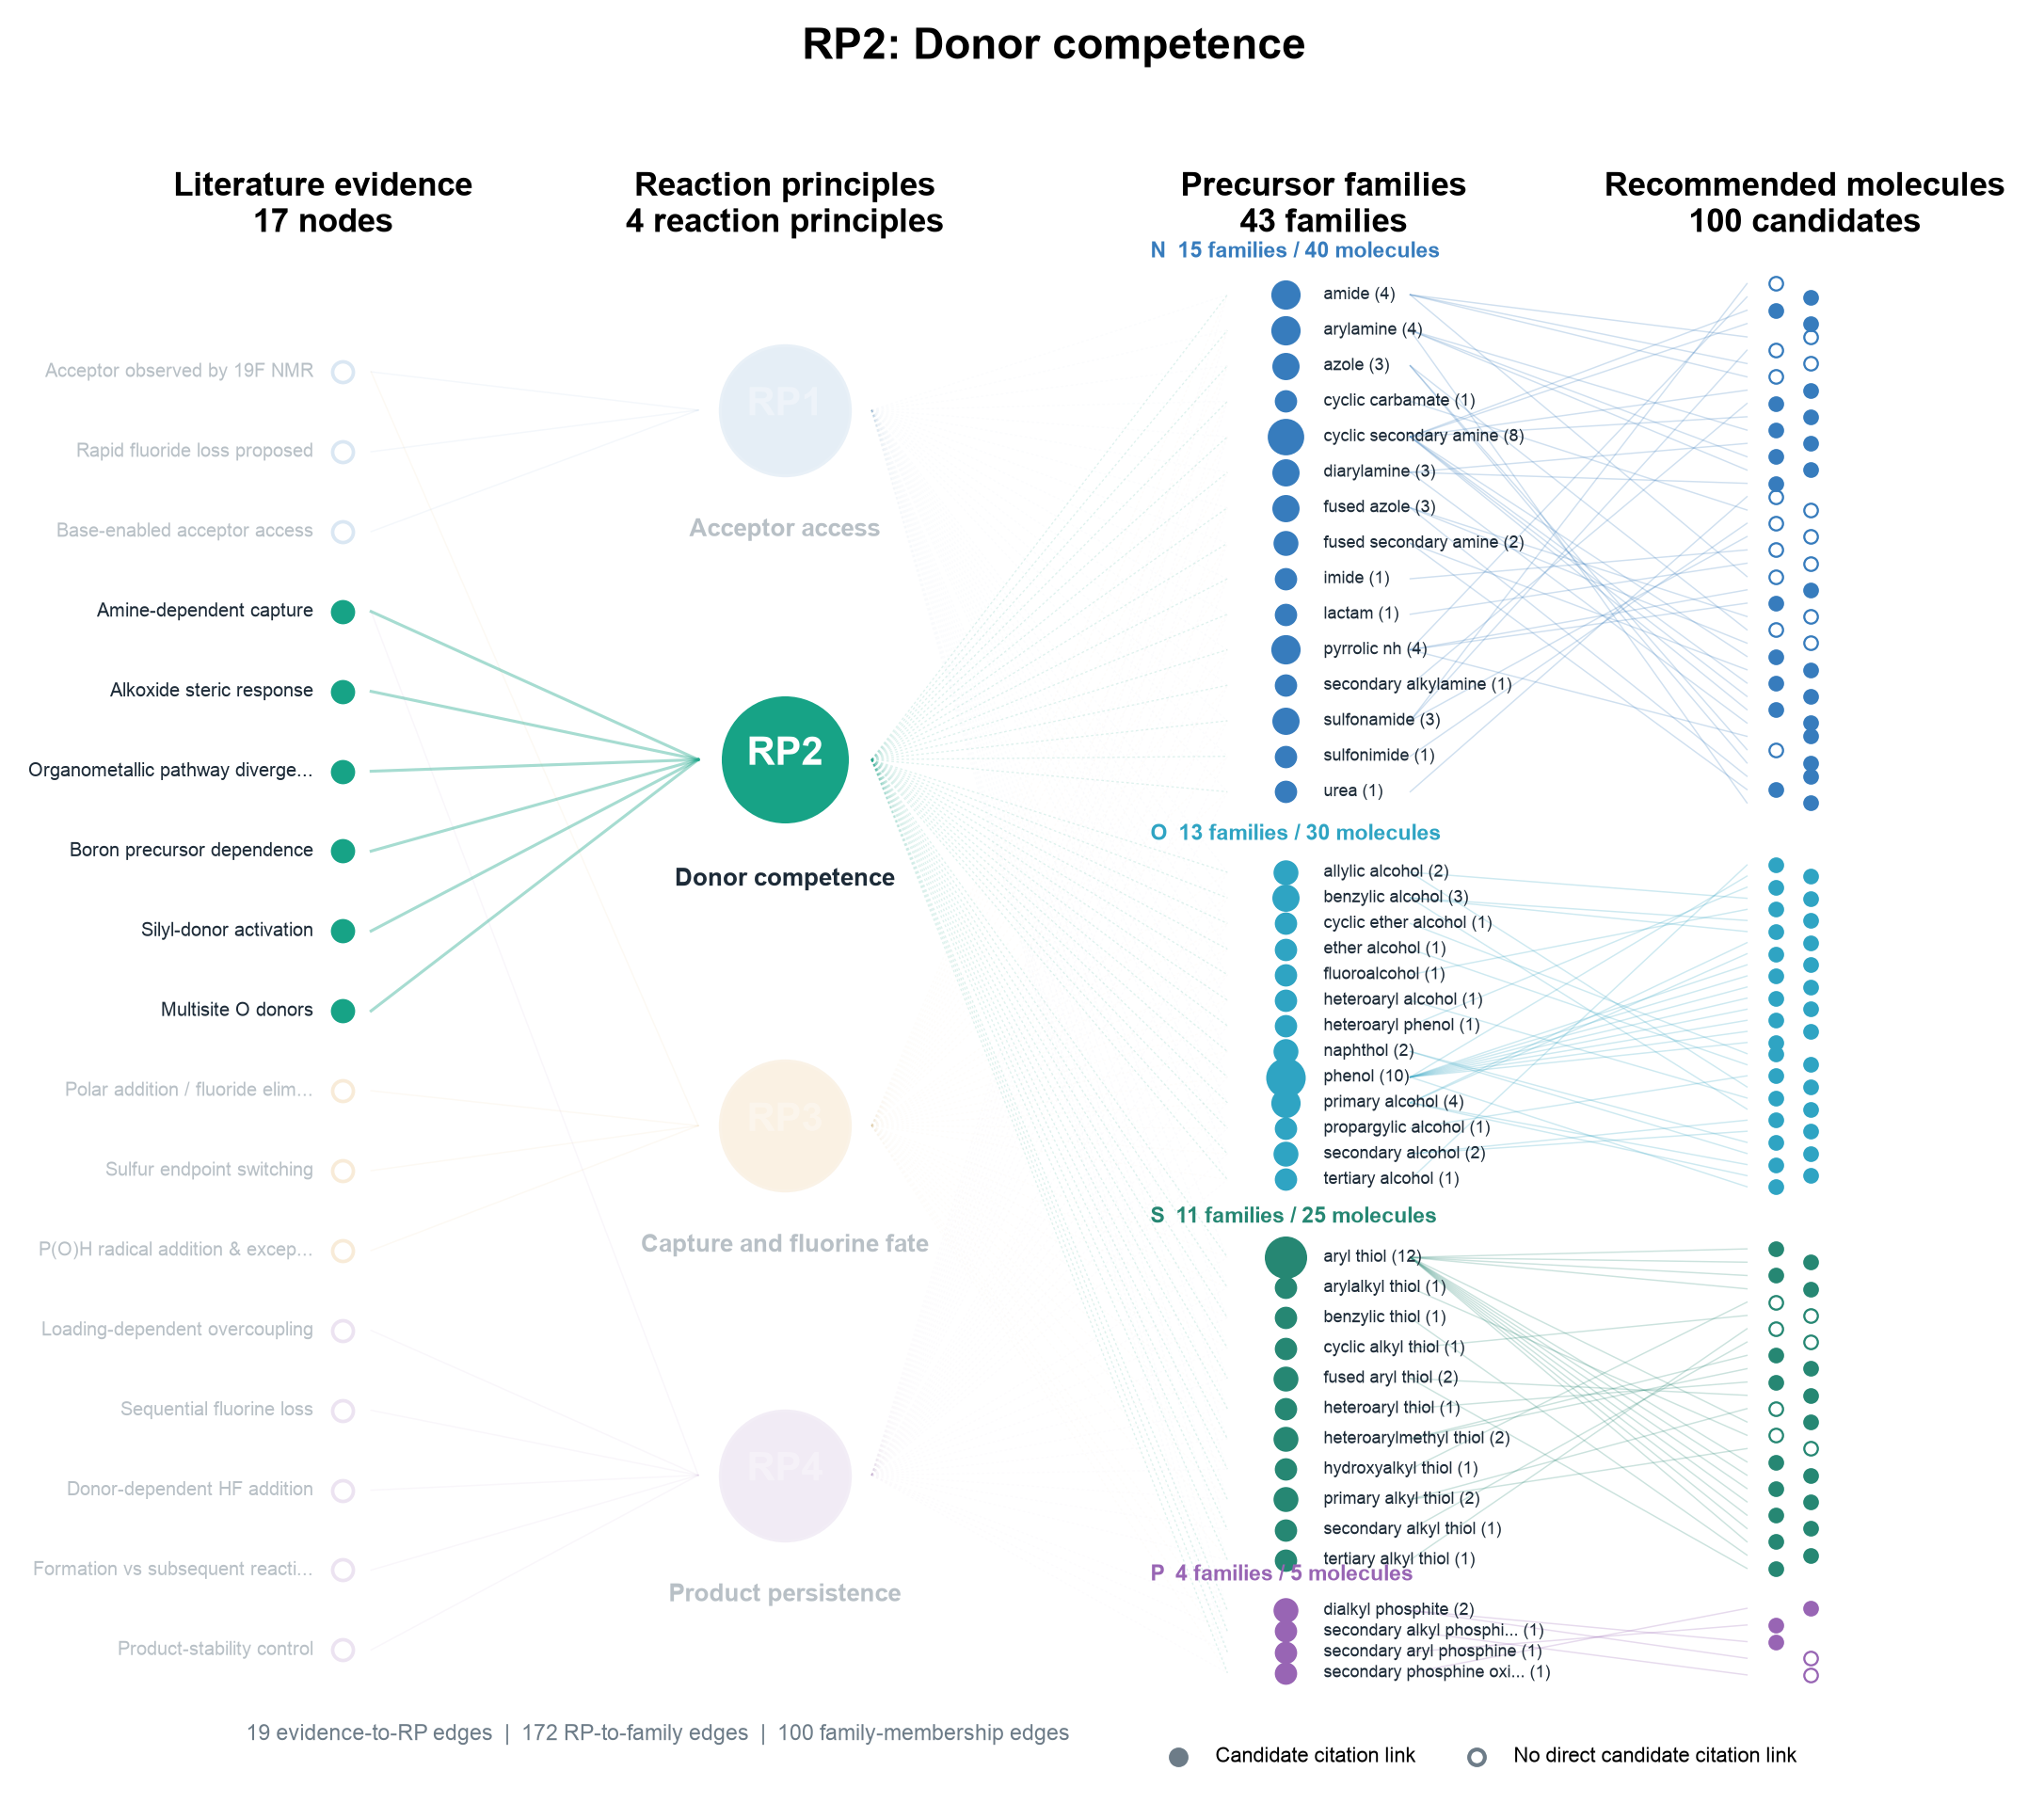 RP2: Donor competence
Literature evidence
17 nodes
Reaction principles
4 reaction principles
Precursor families
43 families
Recommended molecules
100 candidates
Acceptor observed by 19F NMR
Rapid fluoride loss proposed
Base-enabled acceptor access
Amine-dependent capture
Alkoxide steric response
Organometallic pathway diverge...
Boron precursor dependence
Silyl-donor activation
Multisite O donors
Polar addition / fluoride elim...
Sulfur endpoint switching
P(O)H radical addition & excep...
Loading-dependent overcoupling
Sequential fluorine loss
Donor-dependent HF addition
Formation vs subsequent reacti...
Product-stability control
RP1
Acceptor access
RP2
Donor competence
RP3
Capture and fluorine fate
RP4
Product persistence
N 15 families / 40 molecules
amide (4)
arylamine (4)
azole (3)
cyclic carbamate (1)
cyclic secondary amine (8)
diarylamine (3)
fused azole (3)
fused secondary amine (2)
imide (1)
lactam (1)
pyrrolic nh (4)
secondary alkylamine (1)
sulfonamide (3)
sulfonimide (1)
urea (1)
O 13 families / 30 molecules
allylic alcohol (2)
benzylic alcohol (3)
cyclic ether alcohol (1)
ether alcohol (1)
fluoroalcohol (1)
heteroaryl alcohol (1)
heteroaryl phenol (1)
naphthol (2)
phenol (10)
primary alcohol (4)
propargylic alcohol (1)
secondary alcohol (2)
tertiary alcohol (1)
S 11 families / 25 molecules
aryl thiol (12)
arylalkyl thiol (1)
benzylic thiol (1)
cyclic alkyl thiol (1)
fused aryl thiol (2)
heteroaryl thiol (1)
heteroarylmethyl thiol (2)
hydroxyalkyl thiol (1)
primary alkyl thiol (2)
secondary alkyl thiol (1)
tertiary alkyl thiol (1)
P 4 families / 5 molecules
dialkyl phosphite (2)
secondary alkyl phosphi... (1)
secondary aryl phosphine (1)
secondary phosphine oxi... (1)
19 evidence-to-RP edges | 172 RP-to-family edges | 100 family-membership edges
Candidate citation link
No direct candidate citation link